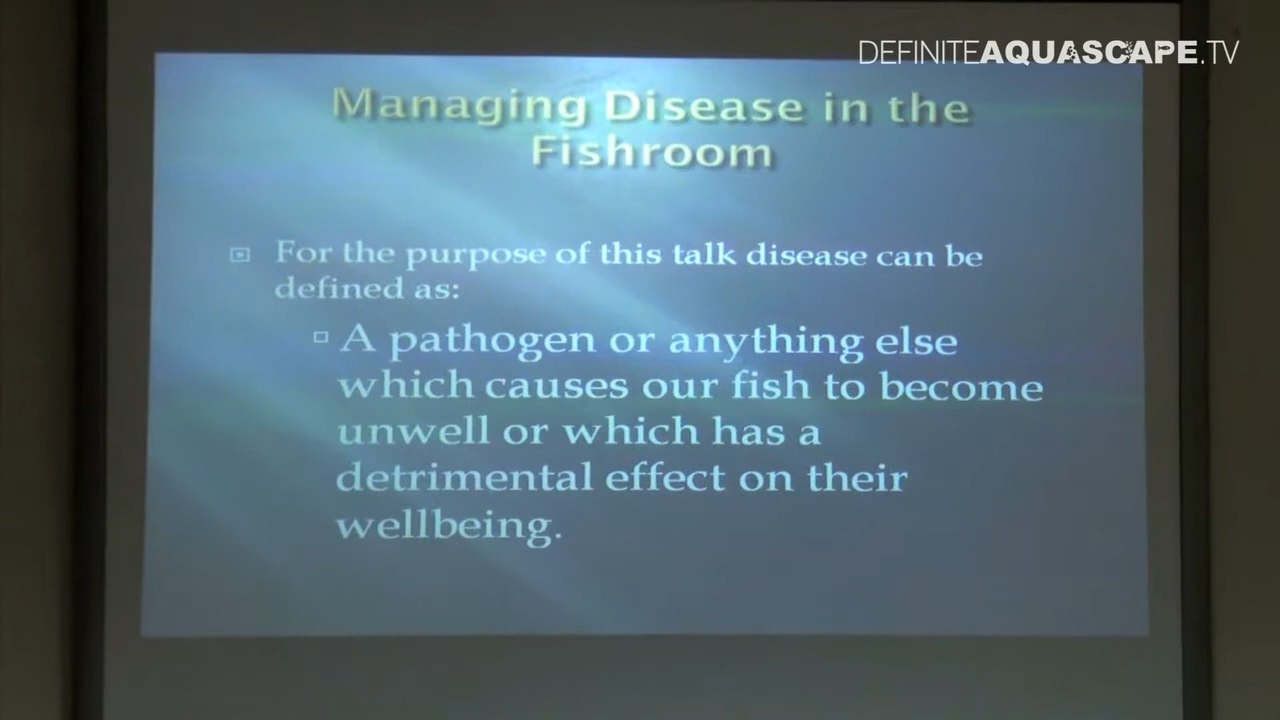 DEFINITEAQUASCAPE.TV
Managing Disease in the
Fishroom
For the purpose of this talk disease can be
defined as:
A pathogen or anything else
which causes our fish to become
unwell or which has a
detrimental effect on their
wellbeing.